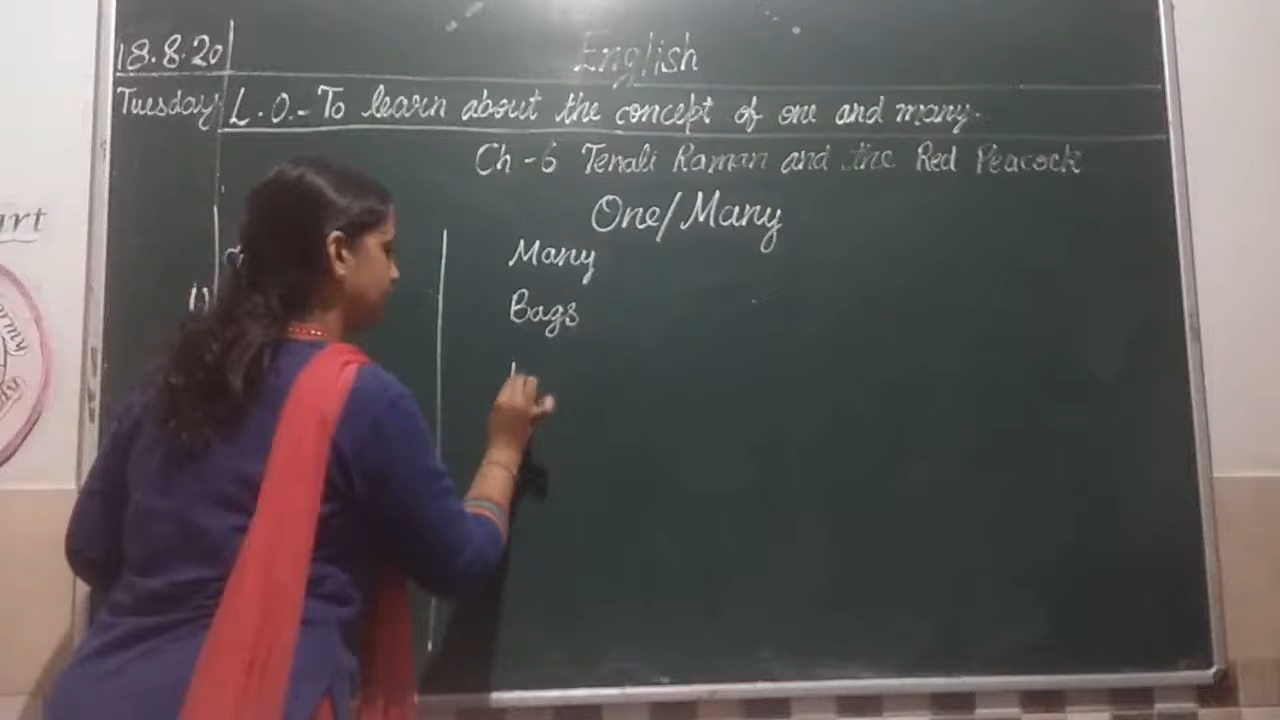 18.8.20
English
Tuesday
L.O.- To learn about the concept of one and many.
Ch-6 Tenali Raman and the Red Peacock
One/Many
Many
Bags